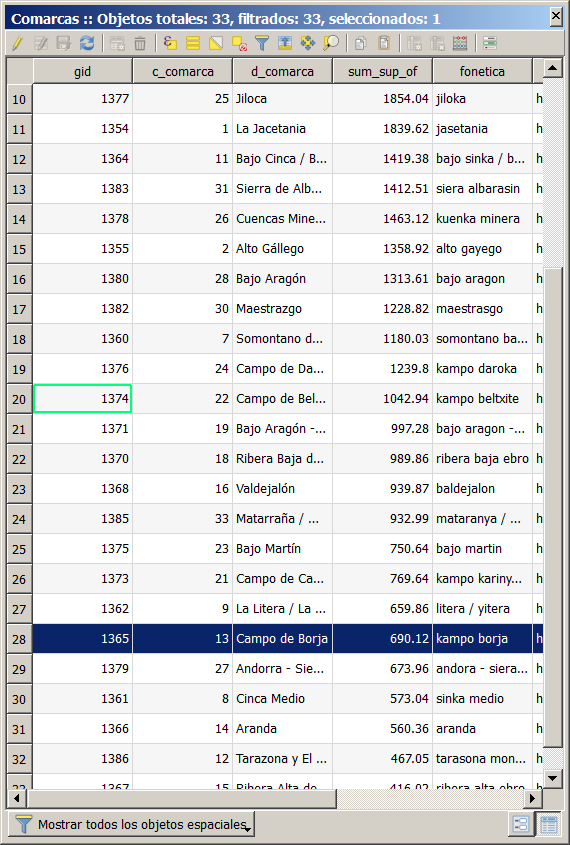 Comarcas :: Objetos totales: 33, filtrados: 33, seleccionados: 1
gid c_comarca d_comarca sum_sup_of fonetica
10 1377 25 Jiloca 1854.04 jiloka h
11 1354 1 La Jacetania 1839.62 jasetania h
12 1364 11 Bajo Cinca / B... 1419.38 bajo sinka / b... h
13 1383 31 Sierra de Alb... 1412.51 siera albarasin h
14 1378 26 Cuencas Mine... 1463.12 kuenka minera h
15 1355 2 Alto Gállego 1358.92 alto gayego h
16 1380 28 Bajo Aragón 1313.61 bajo aragon h
17 1382 30 Maestrazgo 1228.82 maestrasgo h
18 1360 7 Somontano d... 1180.03 somontano ba... h
19 1376 24 Campo de Da... 1239.8 kampo daroka h
20 1374 22 Campo de Bel... 1042.94 kampo beltxite h
21 1371 19 Bajo Aragón -... 997.28 bajo aragon -... h
22 1370 18 Ribera Baja d... 989.86 ribera baja ebro h
23 1368 16 Valdejalón 939.87 baldejalon h
24 1385 33 Matarraña / ... 932.99 mataranya / ... h
25 1375 23 Bajo Martín 750.64 bajo martin h
26 1373 21 Campo de Ca... 769.64 kampo kariny... h
27 1362 9 La Litera / La ... 659.86 litera / yitera h
28 1365 13 Campo de Borja 690.12 kampo borja h
29 1379 27 Andorra - Sie... 673.96 andora - siera... h
30 1361 8 Cinca Medio 573.04 sinka medio h
31 1366 14 Aranda 560.36 aranda h
32 1386 12 Tarazona y El ... 467.05 tarasona mon... h
33 1367 15 Ribera Alta de... 416.02 ribera alta ebro h
Mostrar todos los objetos espaciales